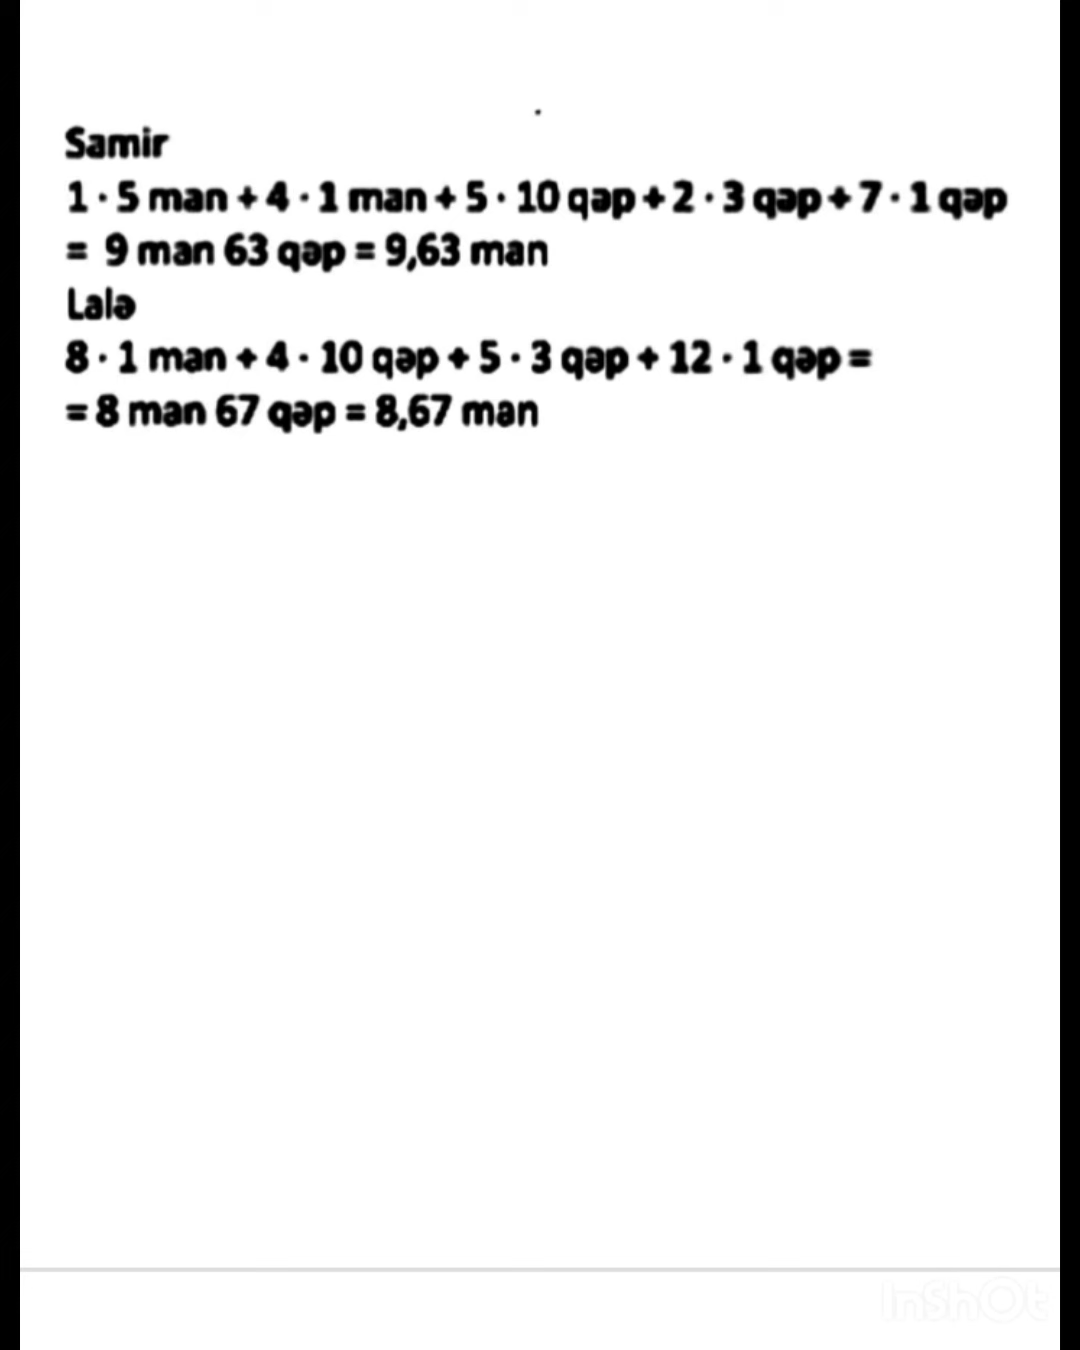 Samir
1 · 5 man + 4 · 1 man + 5 · 10 qəp + 2 · 3 qəp + 7 · 1 qəp
= 9 man 63 qəp = 9,63 man
Lalə
8 · 1 man + 4 · 10 qəp + 5 · 3 qəp + 12 · 1 qəp =
= 8 man 67 qəp = 8,67 man
InShOt